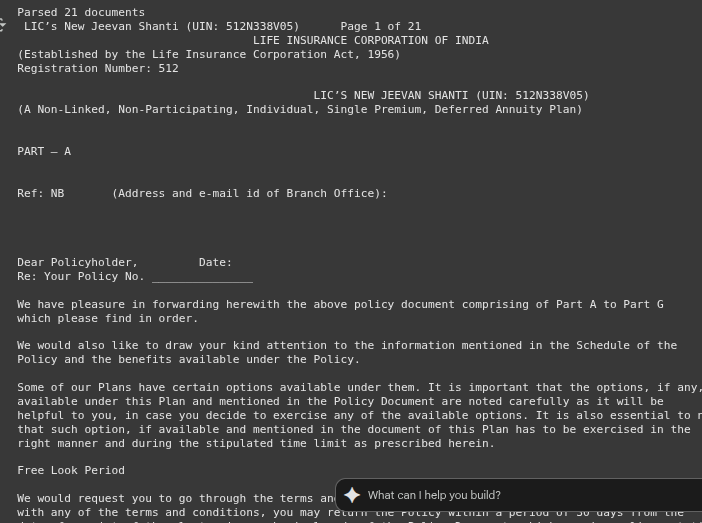 Parsed 21 documents
LIC’s New Jeevan Shanti (UIN: 512N338V05) Page 1 of 21
LIFE INSURANCE CORPORATION OF INDIA
(Established by the Life Insurance Corporation Act, 1956)
Registration Number: 512
LIC’S NEW JEEVAN SHANTI (UIN: 512N338V05)
(A Non-Linked, Non-Participating, Individual, Single Premium, Deferred Annuity Plan)
PART – A
Ref: NB (Address and e-mail id of Branch Office):
Dear Policyholder, Date:
Re: Your Policy No. _______________
We have pleasure in forwarding herewith the above policy document comprising of Part A to Part G
which please find in order.
We would also like to draw your kind attention to the information mentioned in the Schedule of the
Policy and the benefits available under the Policy.
Some of our Plans have certain options available under them. It is important that the options, if any,
available under this Plan and mentioned in the Policy Document are noted carefully as it will be
helpful to you, in case you decide to exercise any of the available options. It is also essential to
that such option, if available and mentioned in the document of this Plan has to be exercised in the
right manner and during the stipulated time limit as prescribed herein.
Free Look Period
We would request you to go through the terms
What can I help you build?
with any of the terms and conditions, you may return the Policy within a period of 30 days from the